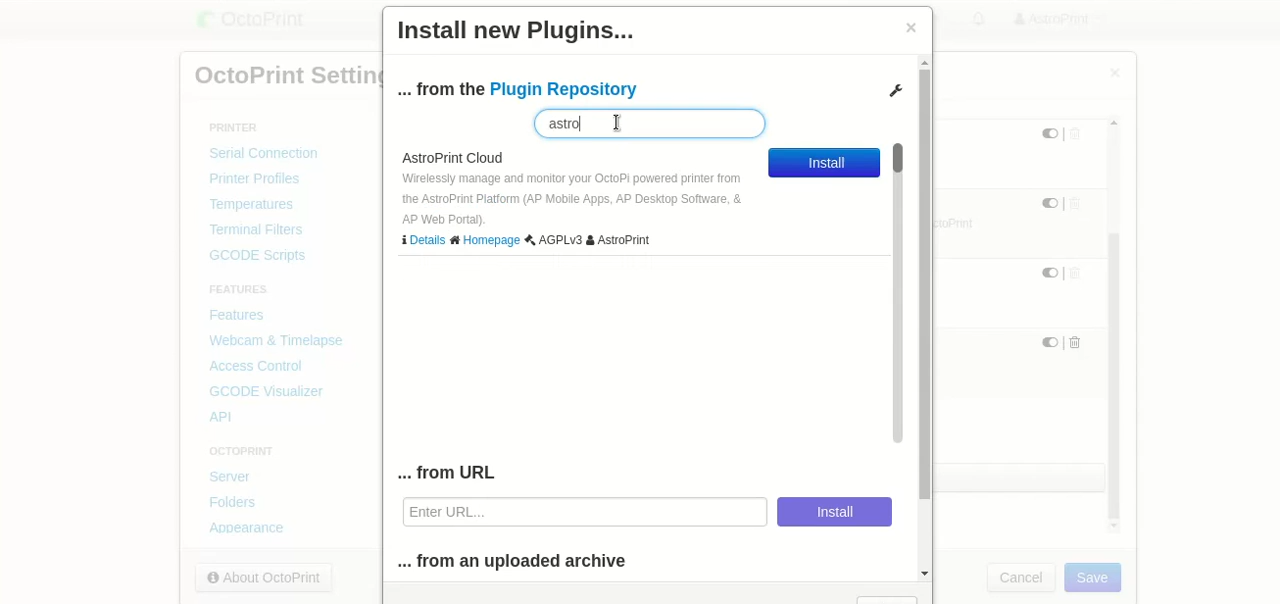 OctoPrint
AstroPrint
OctoPrint Setting
PRINTER
Serial Connection
Printer Profiles
Temperatures
Terminal Filters
GCODE Scripts
FEATURES
Features
Webcam & Timelapse
Access Control
GCODE Visualizer
API
OCTOPRINT
Server
Folders
Appearance
About OctoPrint
Install new Plugins...
×
... from the Plugin Repository
astro
AstroPrint Cloud
Install
Wirelessly manage and monitor your OctoPi powered printer from
the AstroPrint Platform (AP Mobile Apps, AP Desktop Software, &
AP Web Portal).
Details Homepage AGPLv3 AstroPrint
... from URL
Enter URL...
Install
... from an uploaded archive
×
|
ctoPrint
|
|
|
Cancel
Save